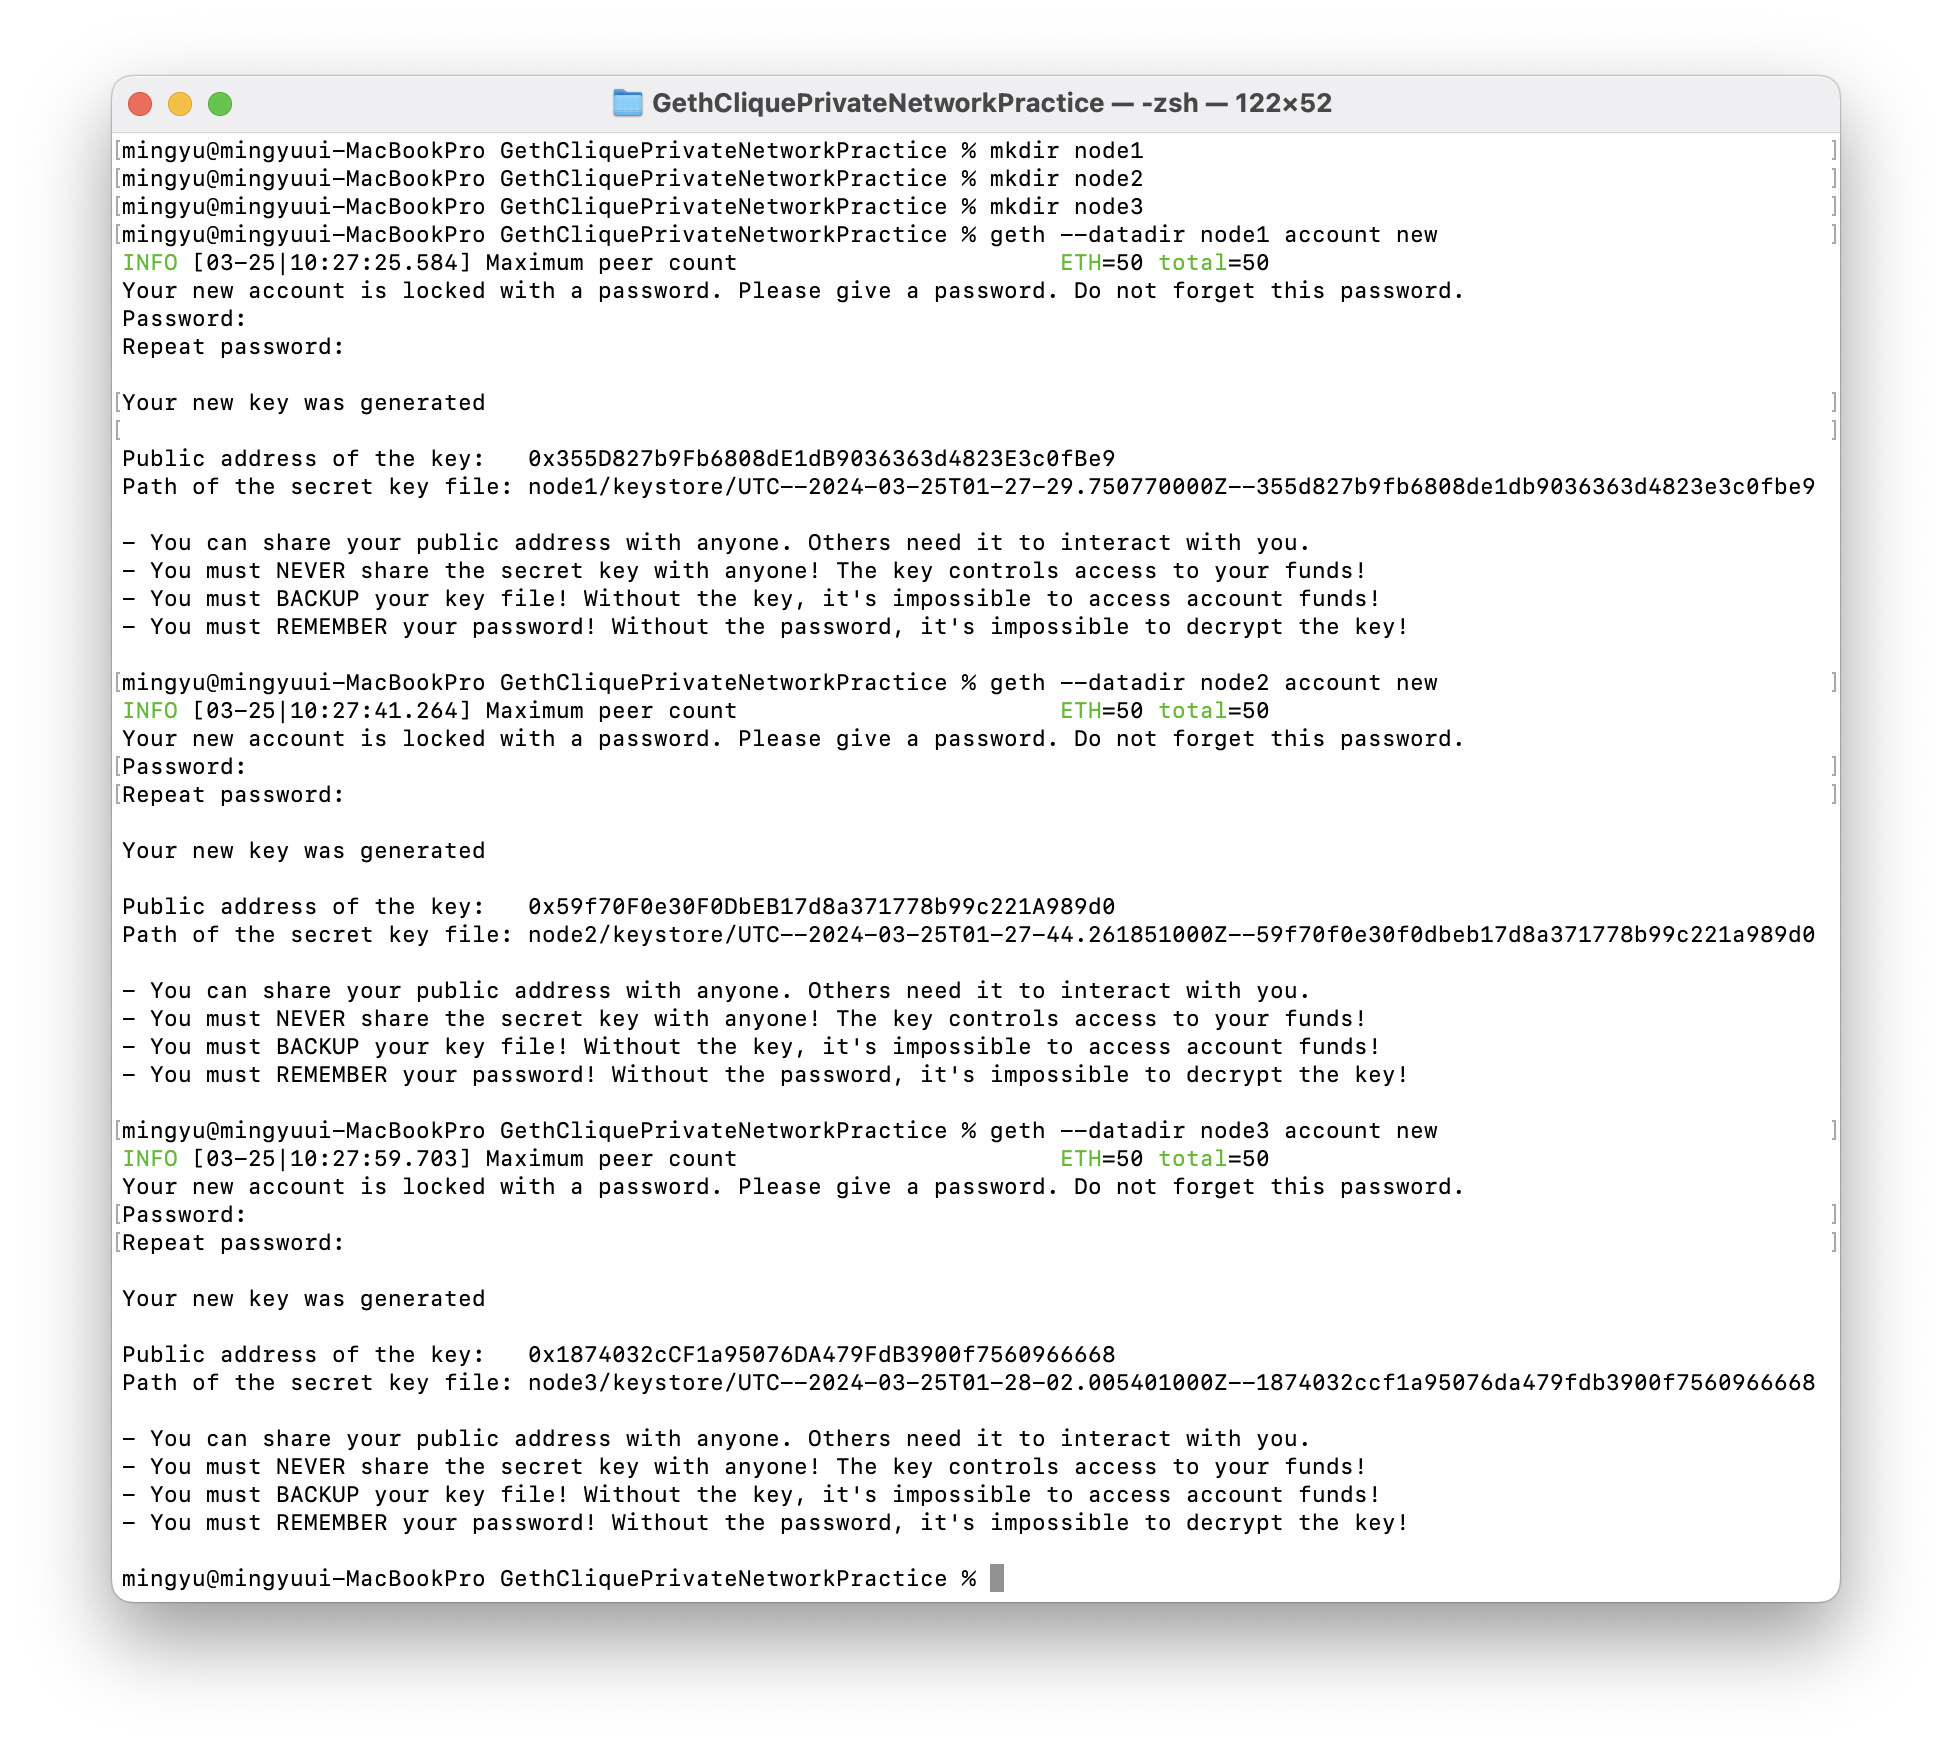 GethCliquePrivateNetworkPractice — -zsh — 122×52
mingyu@mingyuui-MacBookPro GethCliquePrivateNetworkPractice % mkdir node1
mingyu@mingyuui-MacBookPro GethCliquePrivateNetworkPractice % mkdir node2
mingyu@mingyuui-MacBookPro GethCliquePrivateNetworkPractice % mkdir node3
mingyu@mingyuui-MacBookPro GethCliquePrivateNetworkPractice % geth --datadir node1 account new
INFO [03-25|10:27:25.584] Maximum peer count                       ETH=50 total=50
Your new account is locked with a password. Please give a password. Do not forget this password.
Password:
Repeat password:
Your new key was generated
Public address of the key:   0x355D827b9Fb6808dE1dB9036363d4823E3c0fBe9
Path of the secret key file: node1/keystore/UTC--2024-03-25T01-27-29.750770000Z--355d827b9fb6808de1db9036363d4823e3c0fbe9
- You can share your public address with anyone. Others need it to interact with you.
- You must NEVER share the secret key with anyone! The key controls access to your funds!
- You must BACKUP your key file! Without the key, it's impossible to access account funds!
- You must REMEMBER your password! Without the password, it's impossible to decrypt the key!
mingyu@mingyuui-MacBookPro GethCliquePrivateNetworkPractice % geth --datadir node2 account new
INFO [03-25|10:27:41.264] Maximum peer count                       ETH=50 total=50
Your new account is locked with a password. Please give a password. Do not forget this password.
Password:
Repeat password:
Your new key was generated
Public address of the key:   0x59f70F0e30F0DbEB17d8a371778b99c221A989d0
Path of the secret key file: node2/keystore/UTC--2024-03-25T01-27-44.261851000Z--59f70f0e30f0dbeb17d8a371778b99c221a989d0
- You can share your public address with anyone. Others need it to interact with you.
- You must NEVER share the secret key with anyone! The key controls access to your funds!
- You must BACKUP your key file! Without the key, it's impossible to access account funds!
- You must REMEMBER your password! Without the password, it's impossible to decrypt the key!
mingyu@mingyuui-MacBookPro GethCliquePrivateNetworkPractice % geth --datadir node3 account new
INFO [03-25|10:27:59.703] Maximum peer count                       ETH=50 total=50
Your new account is locked with a password. Please give a password. Do not forget this password.
Password:
Repeat password:
Your new key was generated
Public address of the key:   0x1874032cCF1a95076DA479FdB3900f7560966668
Path of the secret key file: node3/keystore/UTC--2024-03-25T01-28-02.005401000Z--1874032ccf1a95076da479fdb3900f7560966668
- You can share your public address with anyone. Others need it to interact with you.
- You must NEVER share the secret key with anyone! The key controls access to your funds!
- You must BACKUP your key file! Without the key, it's impossible to access account funds!
- You must REMEMBER your password! Without the password, it's impossible to decrypt the key!
mingyu@mingyuui-MacBookPro GethCliquePrivateNetworkPractice %